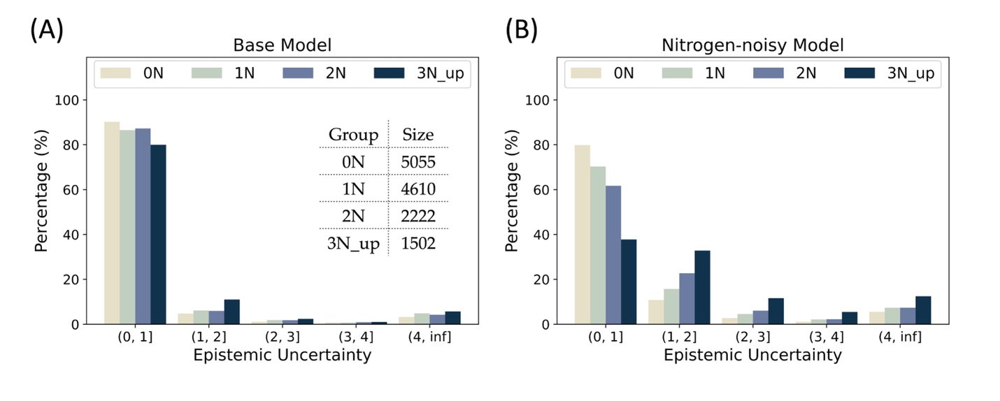 (A)
Base Model
0N 1N 2N 3N_up
100
80
60
40
20
0
Percentage (%)
Group Size
0N 5055
1N 4610
2N 2222
3N_up 1502
(0, 1] (1, 2] (2, 3] (3, 4] (4, inf]
Epistemic Uncertainty
(B)
Nitrogen-noisy Model
0N 1N 2N 3N_up
100
80
60
40
20
0
Percentage (%)
(0, 1] (1, 2] (2, 3] (3, 4] (4, inf]
Epistemic Uncertainty